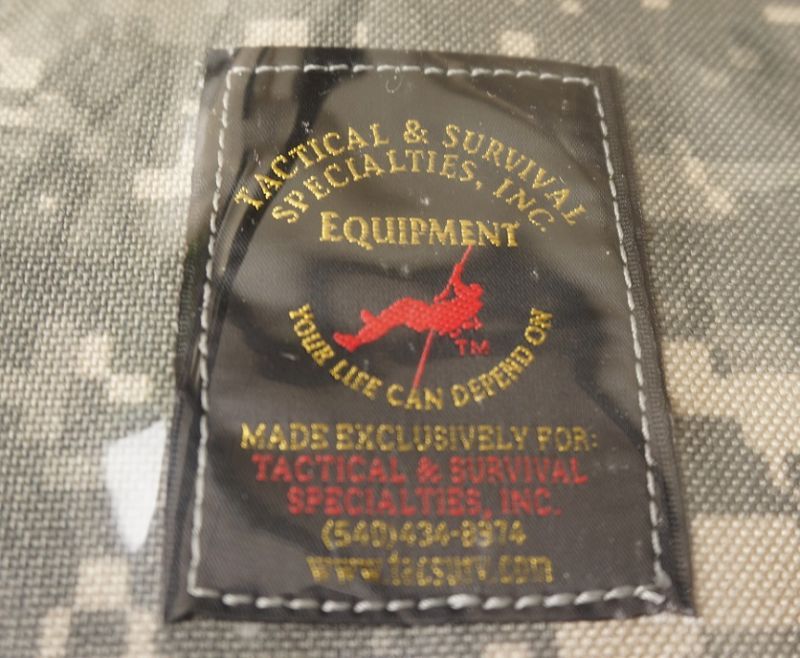 TACTICAL & SURVIVAL
SPECIALTIES, INC.
EQUIPMENT
TM
YOUR LIFE CAN DEPEND ON
MADE EXCLUSIVELY FOR:
TACTICAL & SURVIVAL
SPECIALTIES, INC.
(540)434-8974
www.tacsurv.com